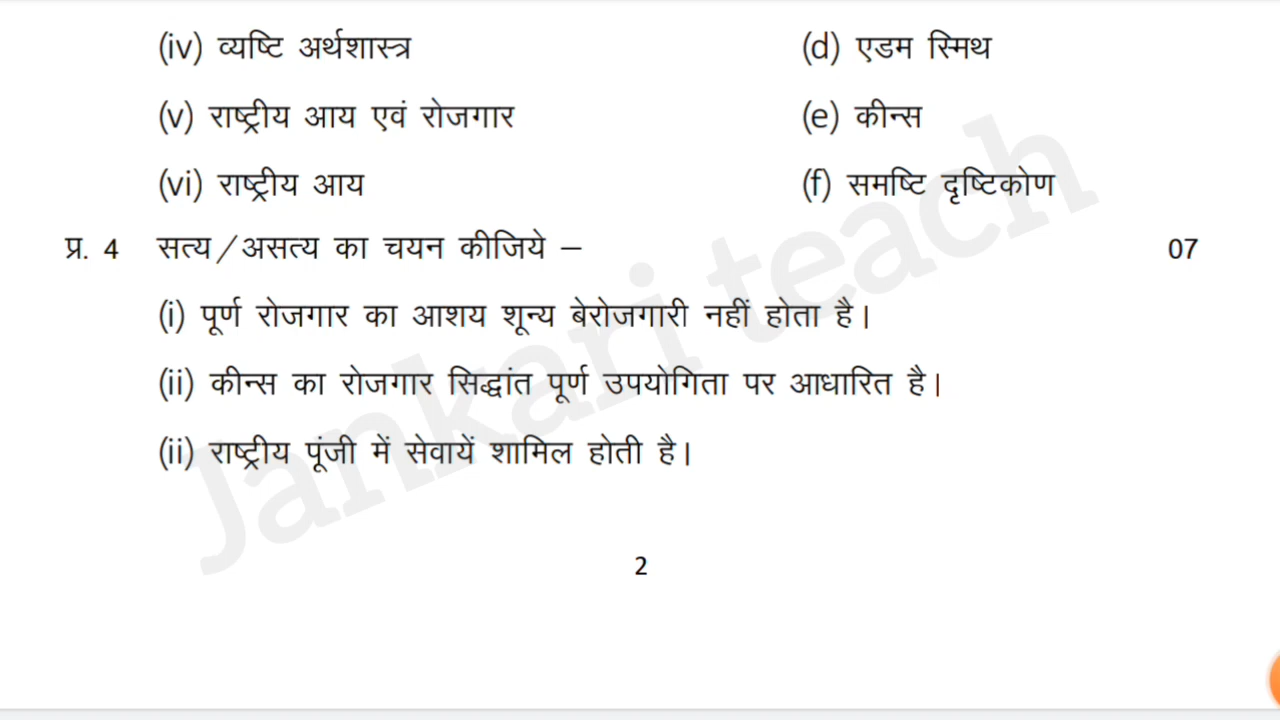 (iv) व्यष्टि अर्थशास्त्र (d) एडम स्मिथ
(v) राष्ट्रीय आय एवं रोजगार (e) कीन्स
(vi) राष्ट्रीय आय (f) समष्टि दृष्टिकोण
प्र. 4 सत्य/असत्य का चयन कीजिये – 07
(i) पूर्ण रोजगार का आशय शून्य बेरोजगारी नहीं होता है।
(ii) कीन्स का रोजगार सिद्धांत पूर्ण उपयोगिता पर आधारित है।
(ii) राष्ट्रीय पूंजी में सेवायें शामिल होती है।
Jankari teach
2